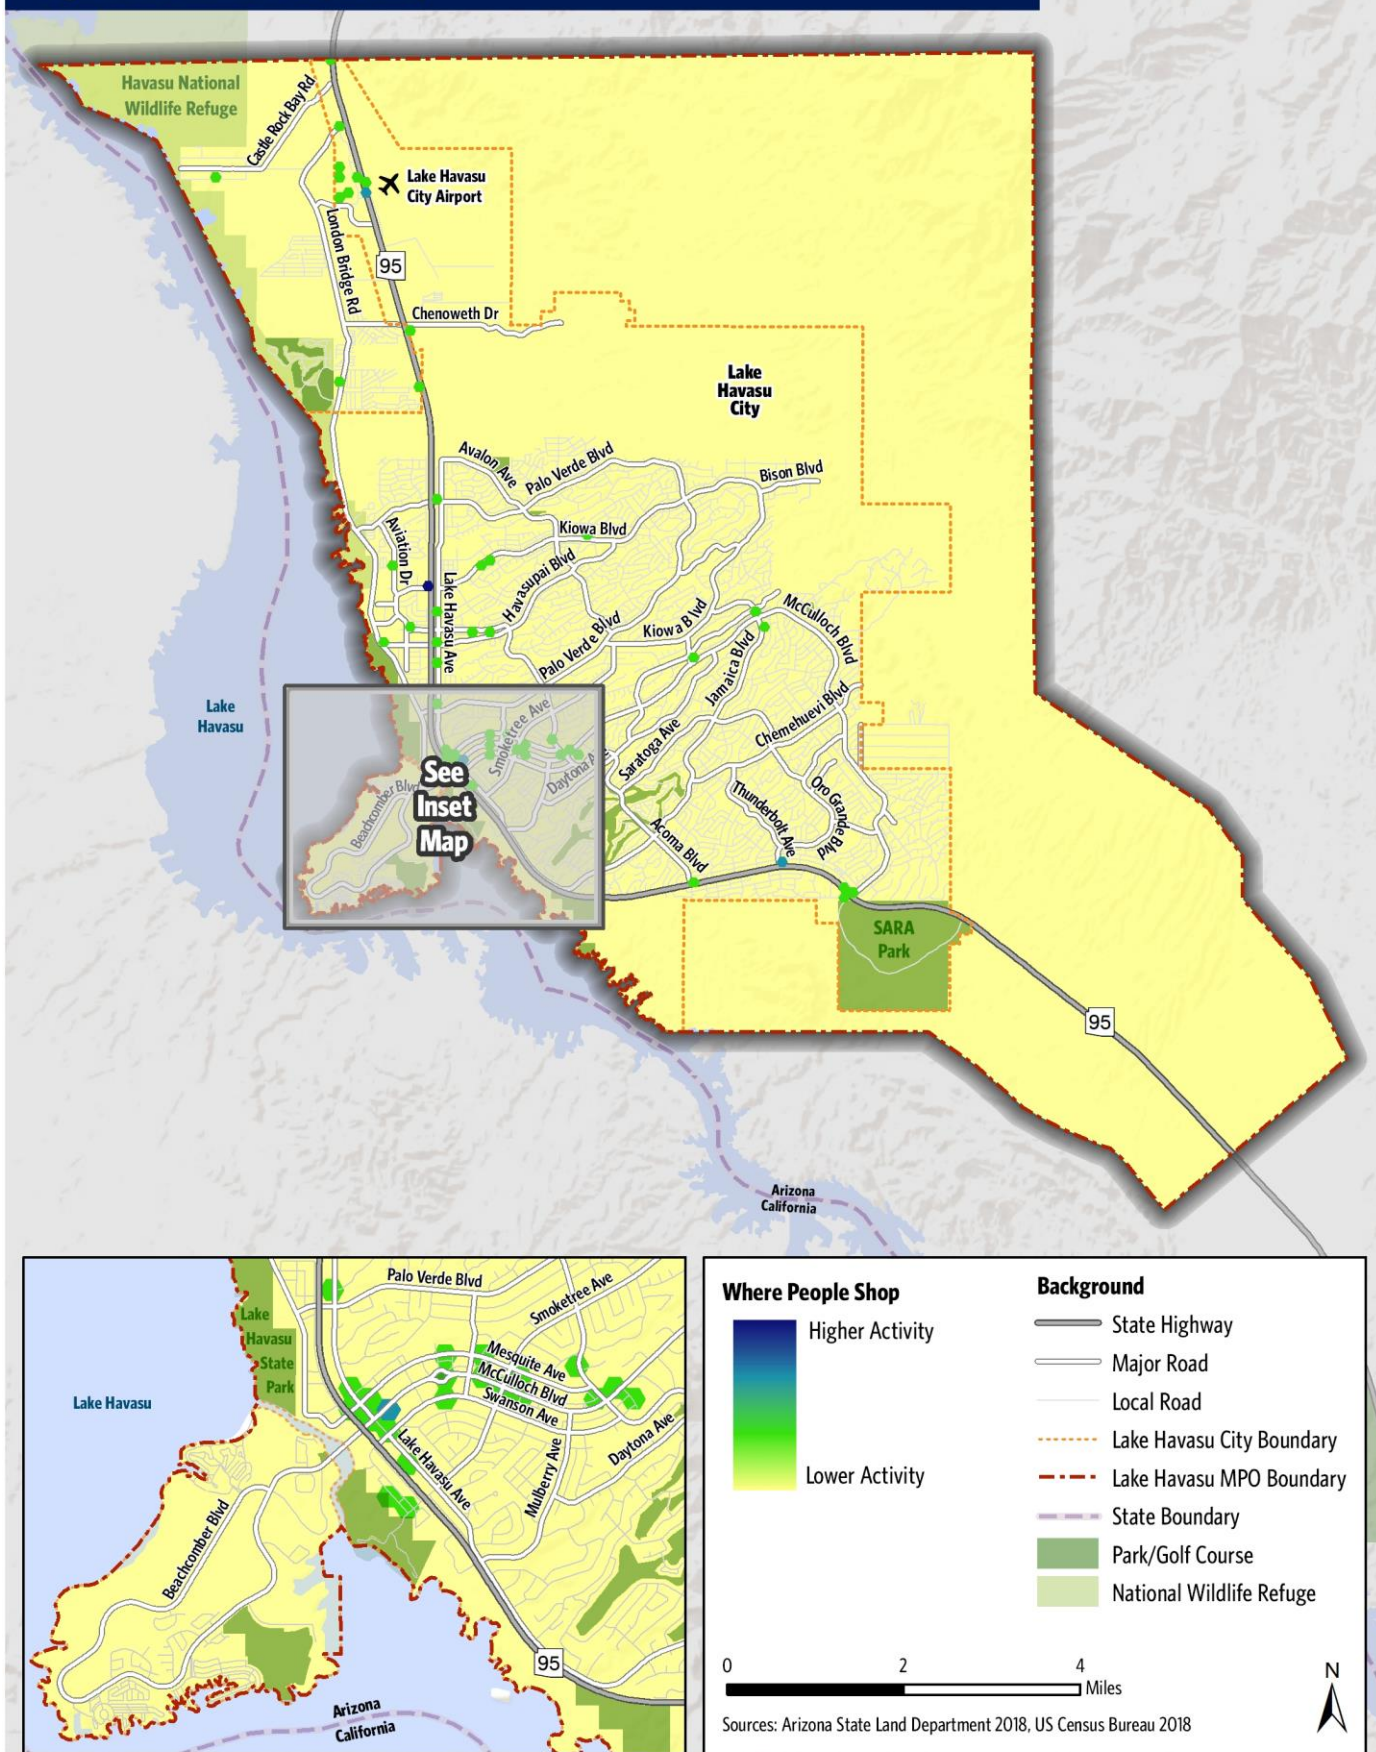 Havasu National
Wildlife Refuge
Castle Rock Bay Rd
Lake Havasu
City Airport
London Bridge Rd
95
Chenoweth Dr
Lake
Havasu
City
Avalon Ave
Palo Verde Blvd
Bison Blvd
Aviation Dr
Kiowa Blvd
Lake Havasu Ave
Havasupai Blvd
Palo Verde Blvd
Kiowa Blvd
McCulloch Blvd
Jamaica Blvd
Lake
Havasu
Smoketree Ave
Saratoga Ave
Chemehuevi Blvd
See
Inset
Map
Beachcomber Blvd
Daytona A
Thunderbolt Ave
Oro Grande Blvd
Acoma Blvd
SARA
Park
95
Arizona
California
Palo Verde Blvd
Smoketree Ave
Lake
Havasu
State
Park
Mesquite Ave
McCulloch Blvd
Swanson Ave
Lake Havasu
Lake Havasu Ave
Mulberry Ave
Daytona Ave
Beachcomber Blvd
95
Arizona
California
Where People Shop
Higher Activity
Lower Activity
Background
State Highway
Major Road
Local Road
Lake Havasu City Boundary
Lake Havasu MPO Boundary
State Boundary
Park/Golf Course
National Wildlife Refuge
0 2 4
Miles
N
Sources: Arizona State Land Department 2018, US Census Bureau 2018